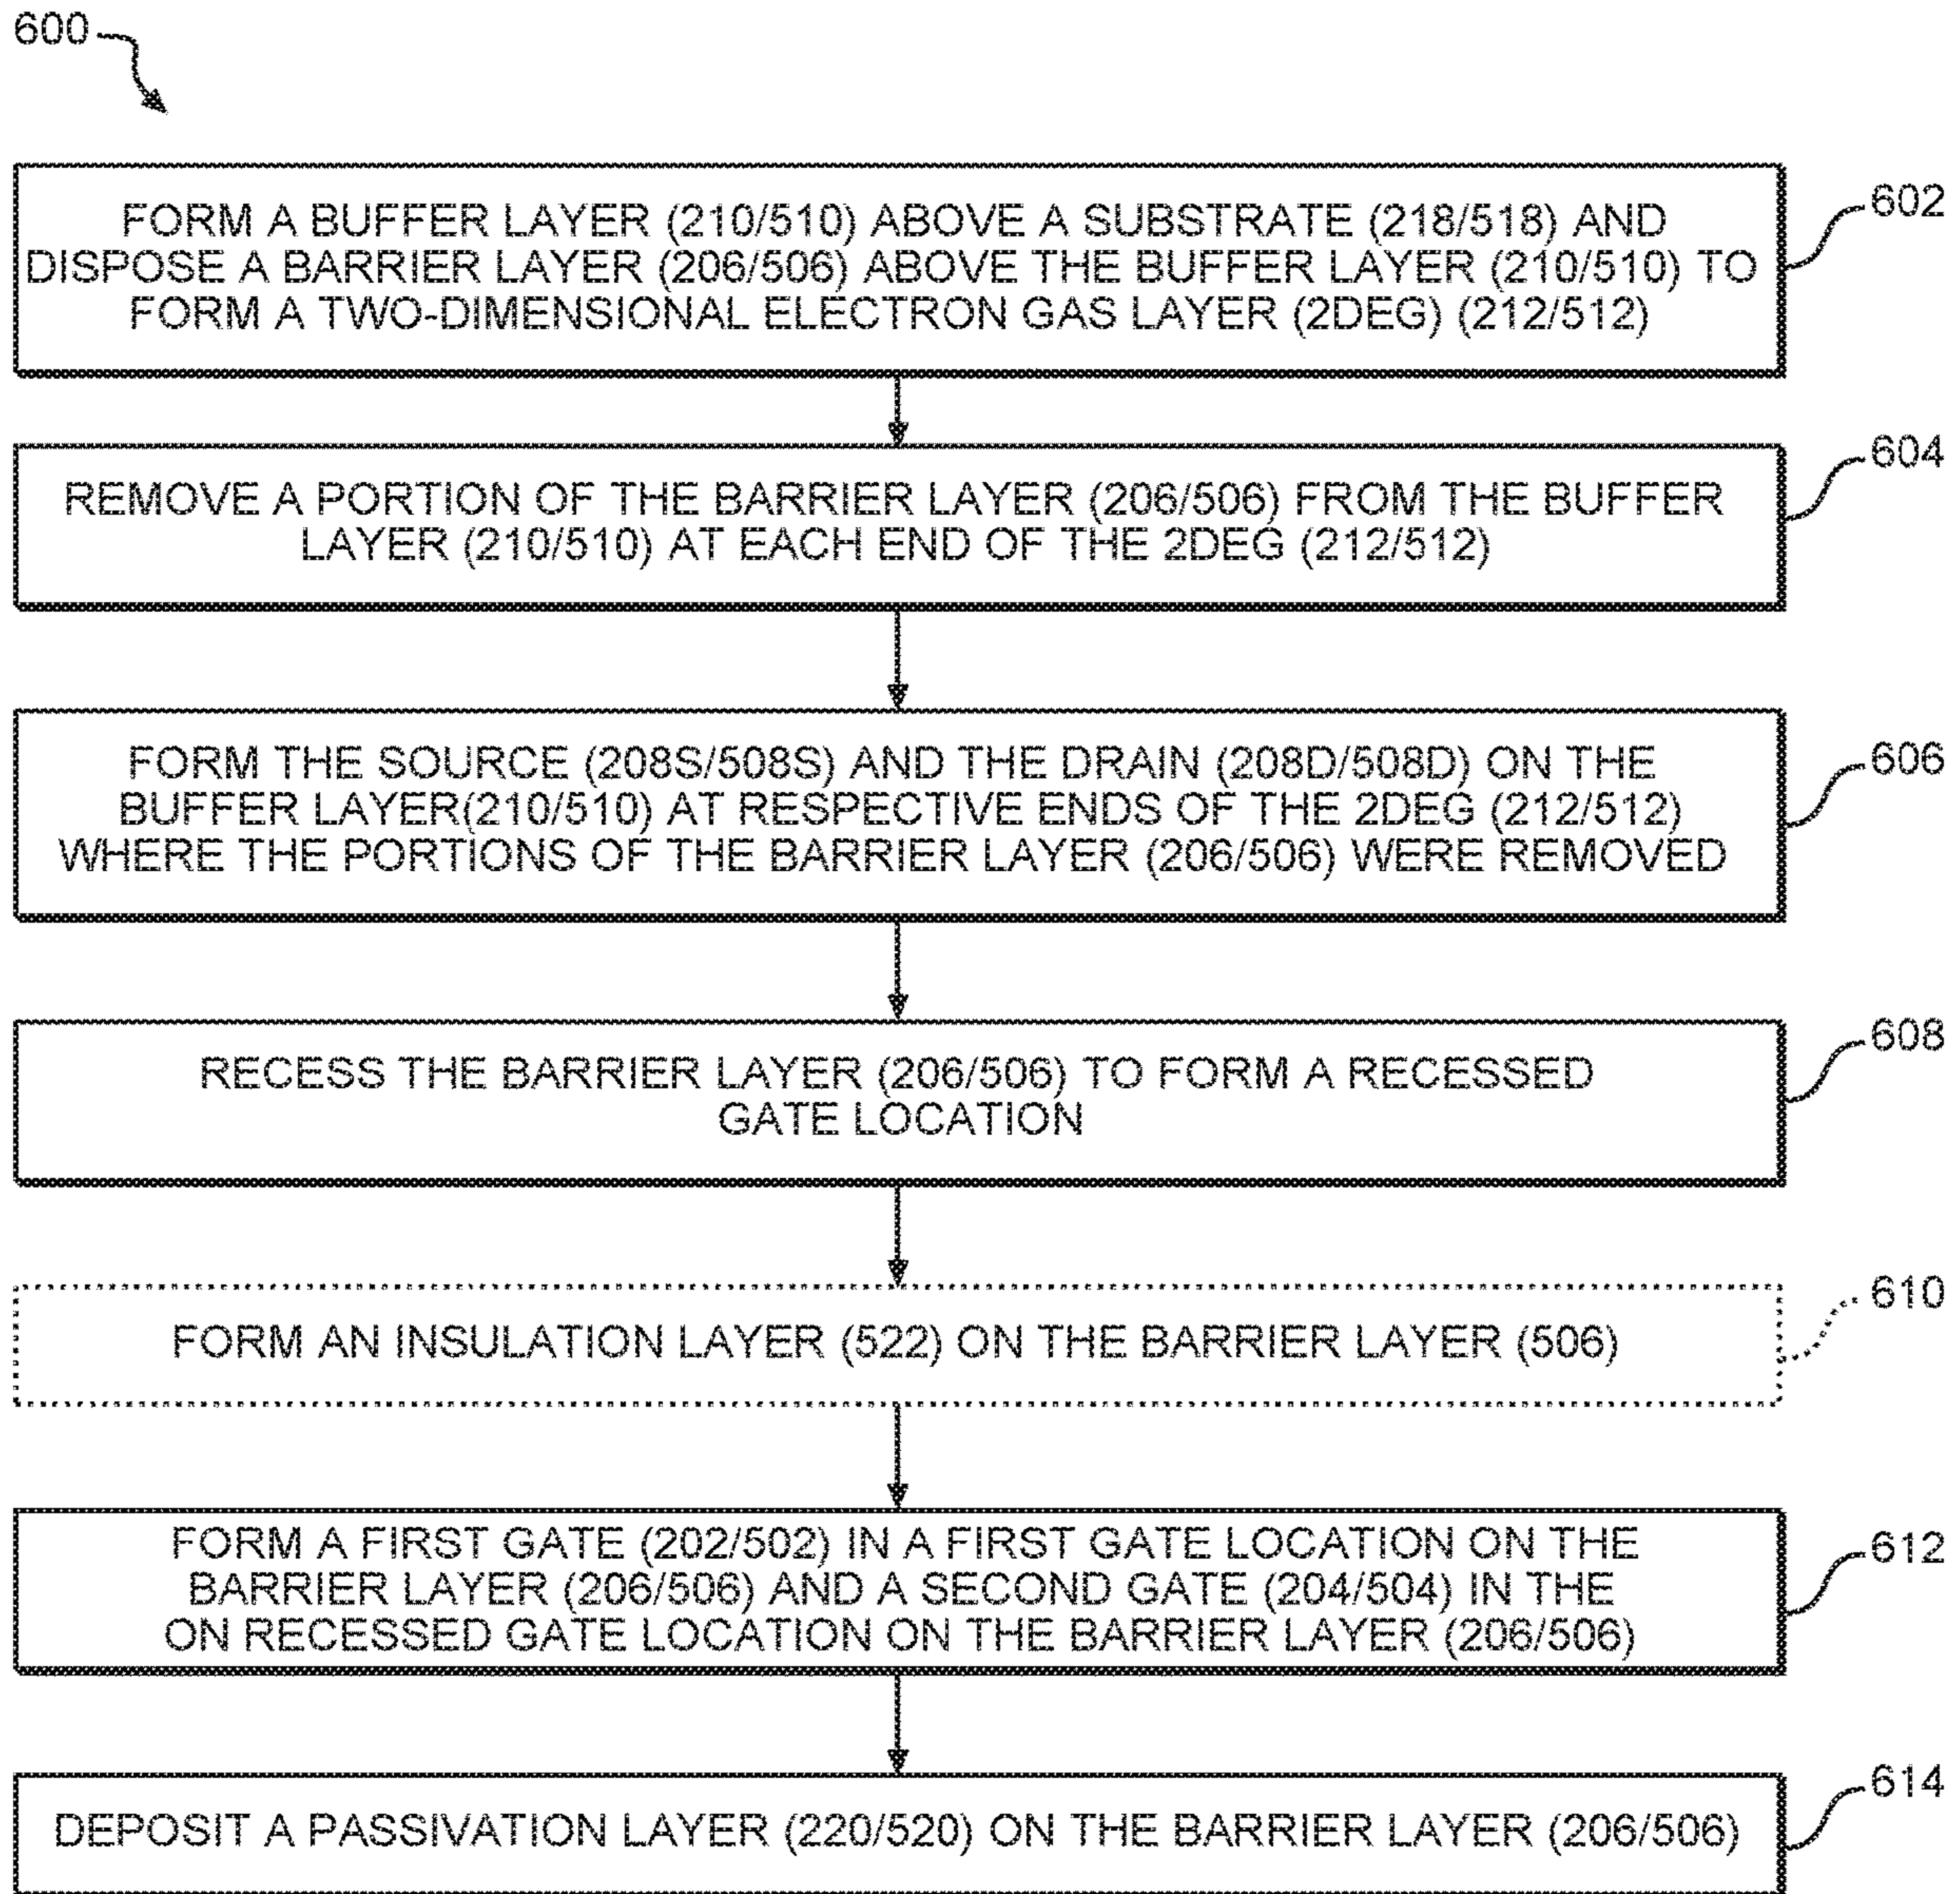 600
FORM A BUFFER LAYER (210/510) ABOVE A SUBSTRATE (218/518) AND
DISPOSE A BARRIER LAYER (206/506) ABOVE THE BUFFER LAYER (210/510) TO
FORM A TWO-DIMENSIONAL ELECTRON GAS LAYER (2DEG) (212/512)
602
REMOVE A PORTION OF THE BARRIER LAYER (206/506) FROM THE BUFFER
LAYER (210/510) AT EACH END OF THE 2DEG (212/512)
604
FORM THE SOURCE (208S/508S) AND THE DRAIN (208D/508D) ON THE
BUFFER LAYER(210/510) AT RESPECTIVE ENDS OF THE 2DEG (212/512)
WHERE THE PORTIONS OF THE BARRIER LAYER (206/506) WERE REMOVED
606
RECESS THE BARRIER LAYER (206/506) TO FORM A RECESSED
GATE LOCATION
608
FORM AN INSULATION LAYER (522) ON THE BARRIER LAYER (506)
610
FORM A FIRST GATE (202/502) IN A FIRST GATE LOCATION ON THE
BARRIER LAYER (206/506) AND A SECOND GATE (204/504) IN THE
ON RECESSED GATE LOCATION ON THE BARRIER LAYER (206/506)
612
DEPOSIT A PASSIVATION LAYER (220/520) ON THE BARRIER LAYER (206/506)
614